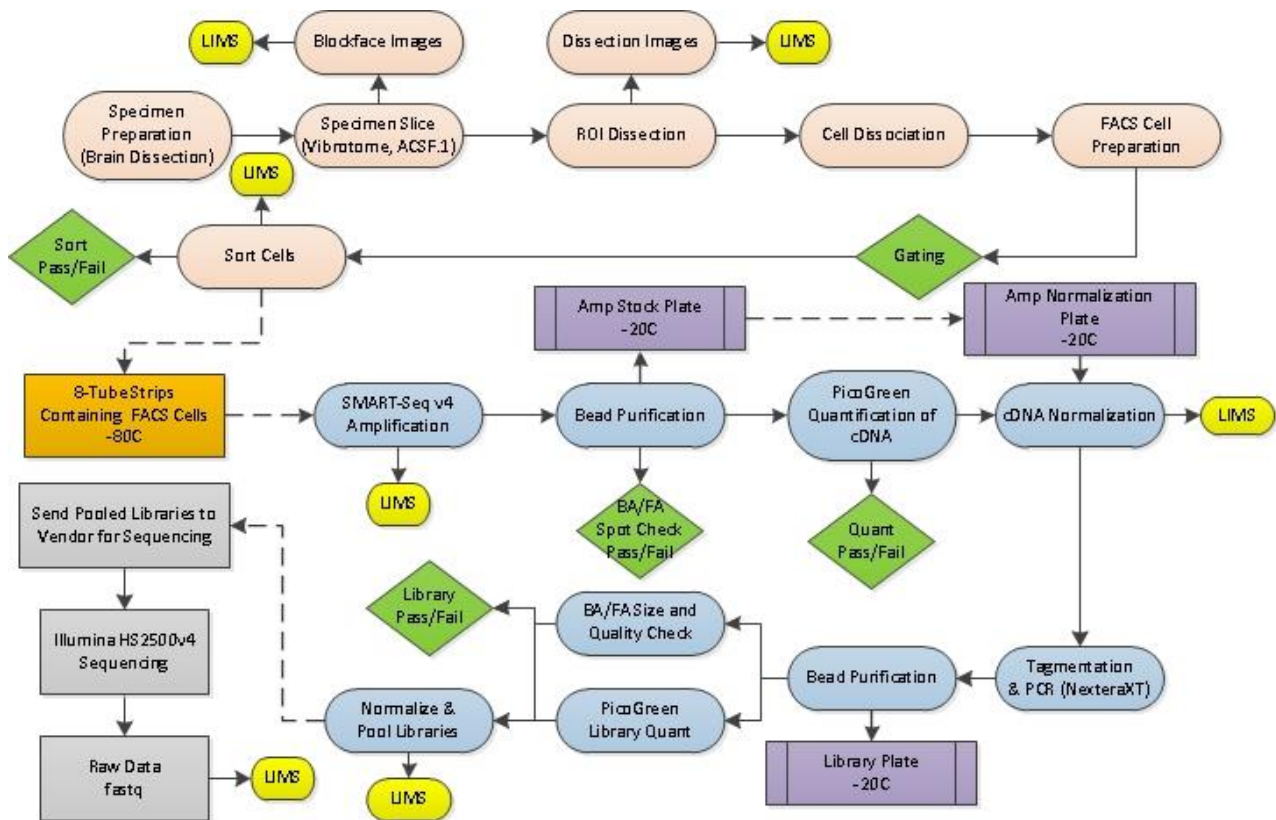 LIMS
Blockface Images
Dissection Images
LIMS
Specimen
Preparation
(Brain Dissection)
Specimen Slice
(Vibrotome, ACSF.1)
ROI Dissection
Cell Dissociation
FACS Cell
Preparation
LIMS
Sort
Pass/Fail
Sort Cells
Gating
Amp Stock Plate
-20C
Amp Normalization
Plate
-20C
8-Tube Strips
Containing FACS Cells
-80C
SMART-Seq v4
Amplification
Bead Purification
PicoGreen
Quantification of
cDNA
cDNA Normalization
LIMS
LIMS
BA/FA
Spot Check
Pass/Fail
Quant
Pass/Fail
Send Pooled Libraries to
Vendor for Sequencing
Library
Pass/Fail
BA/FA Size and
Quality Check
Illumina HS2500v4
Sequencing
Bead Purification
Tagmentation
& PCR (NexteraXT)
Normalize &
Pool Libraries
PicoGreen
Library Quant
Raw Data
fastq
LIMS
LIMS
Library Plate
-20C